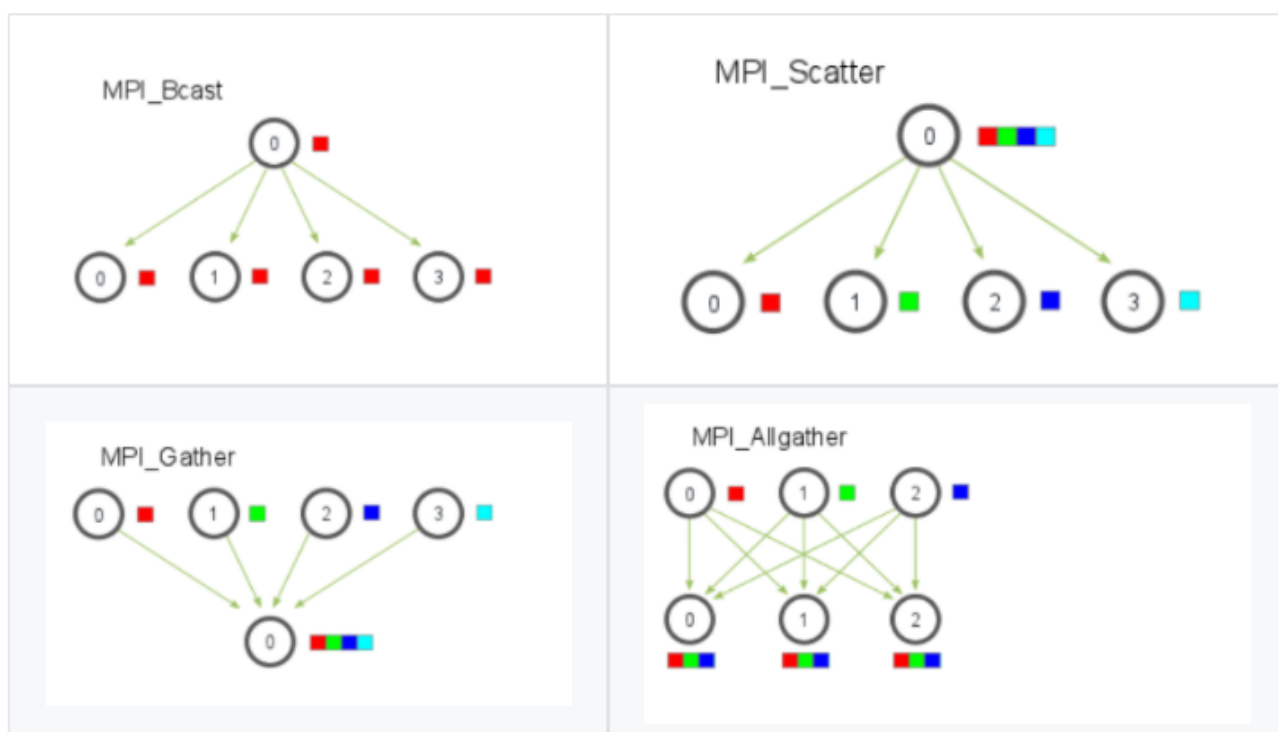 MPI_Bcast
0
0 1 2 3
MPI_Scatter
0
0 1 2 3
MPI_Gather
0 1 2 3
0
MPI_Allgather
0 1 2
0 1 2